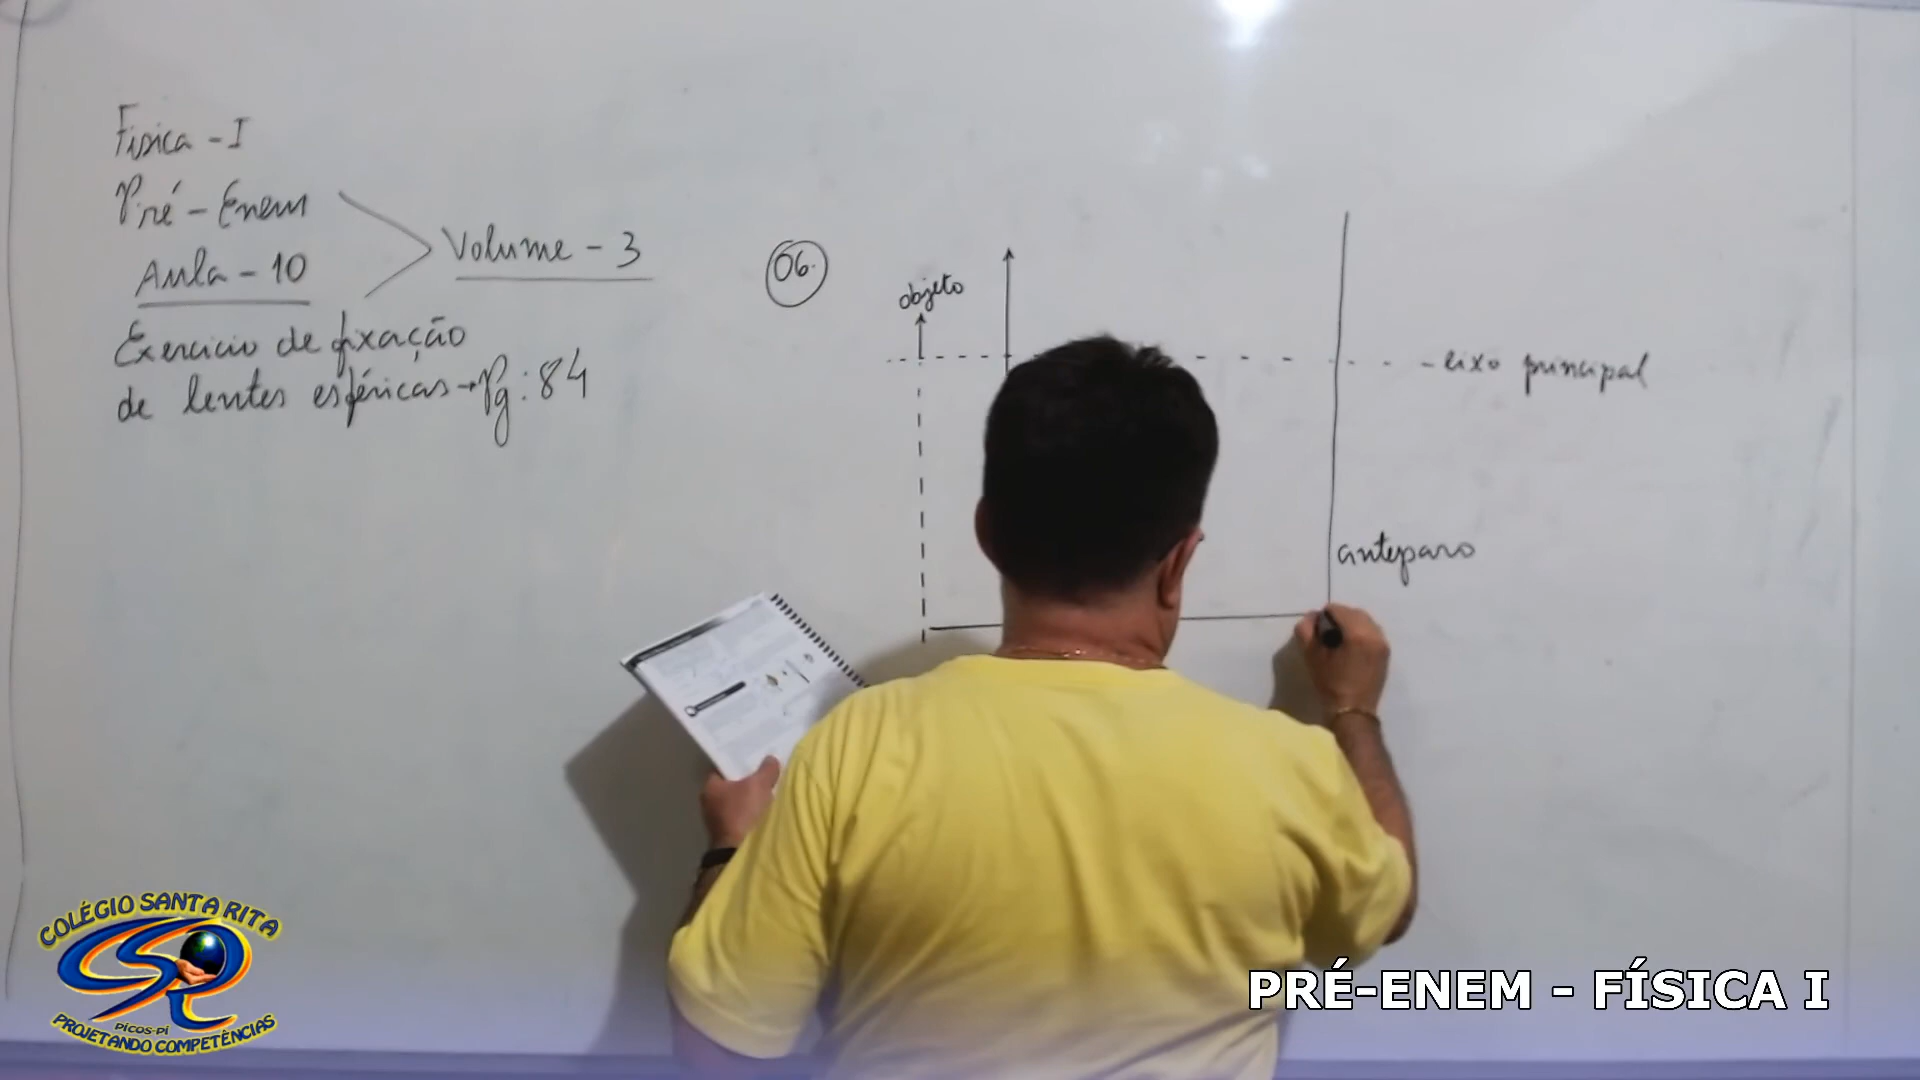 Física - I
Pré - Enem
Aula - 10
Volume - 3
Exercicio de fixação
de lentes esféricas → Pg: 84
06.
objeto
eixo principal
anteparo
COLÉGIO SANTA RITA
PICOS-PI
PROJETANDO COMPETÊNCIAS
PRÉ-ENEM - FÍSICA I